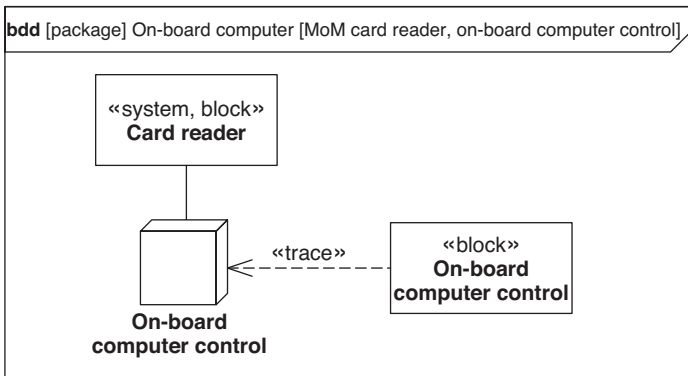 bdd [package] On-board computer [MoM card reader, on-board computer control]
«system, block»
Card reader
«trace»
«block»
On-board
computer control
On-board
computer control